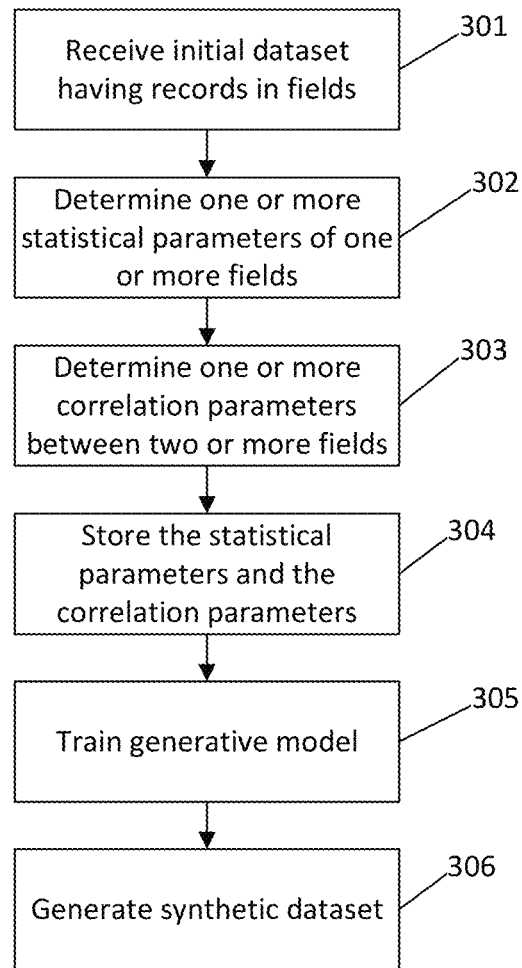 301
Receive initial dataset
having records in fields
302
Determine one or more
statistical parameters of one
or more fields
303
Determine one or more
correlation parameters
between two or more fields
304
Store the statistical
parameters and the
correlation parameters
305
Train generative model
306
Generate synthetic dataset